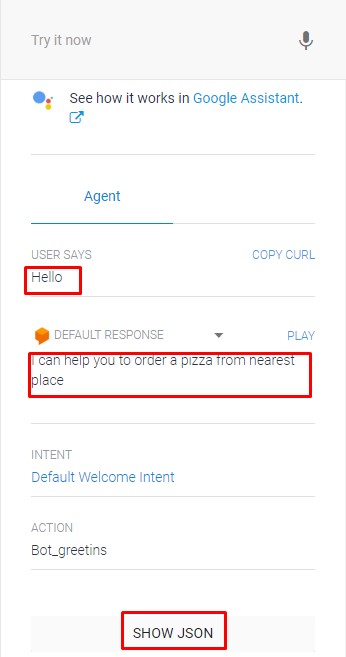 Try it now
See how it works in Google Assistant.
Agent
USER SAYS COPY CURL
Hello
DEFAULT RESPONSE PLAY
I can help you to order a pizza from nearest
place
INTENT
Default Welcome Intent
ACTION
Bot_greetins
SHOW JSON